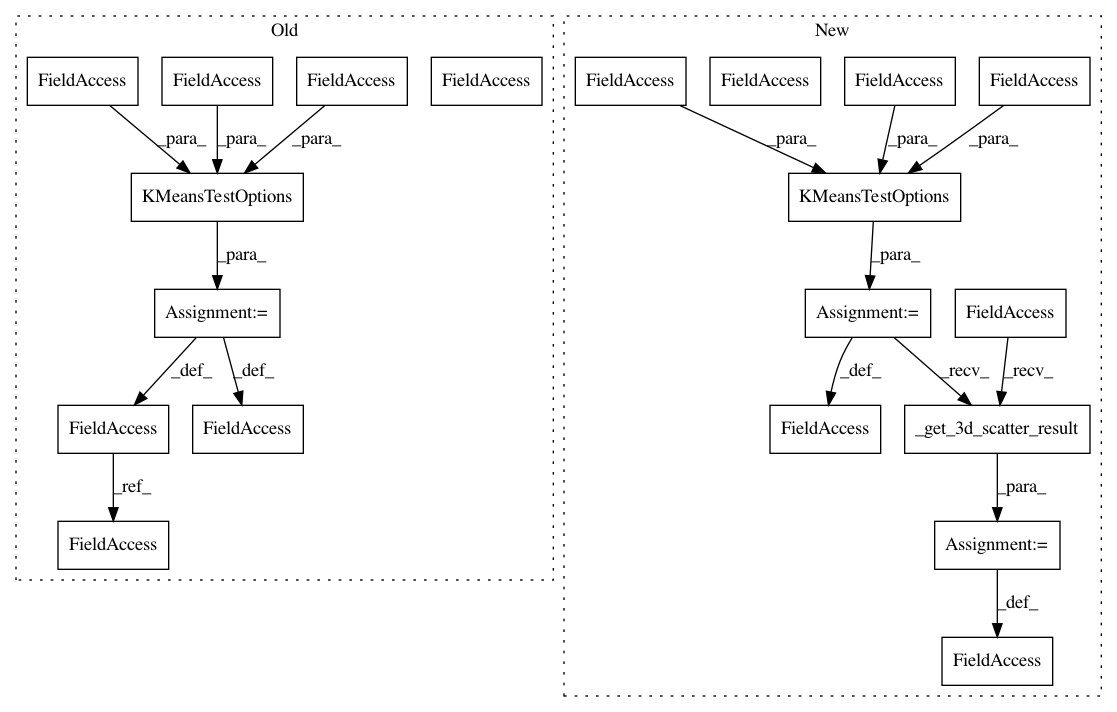 Old
New
FieldAccess
FieldAccess
FieldAccess
FieldAccess
FieldAccess
FieldAccess
FieldAccess
FieldAccess
_para_
_para_
_para_
_para_
_para_
_para_
KMeansTestOptions
KMeansTestOptions
_para_
_para_
Assignment:=
Assignment:=
FieldAccess
_def_
_def_
_def_
_recv_
_recv_
FieldAccess
FieldAccess
FieldAccess
_get_3d_scatter_result
_ref_
_para_
FieldAccess
Assignment:=
_def_
FieldAccess